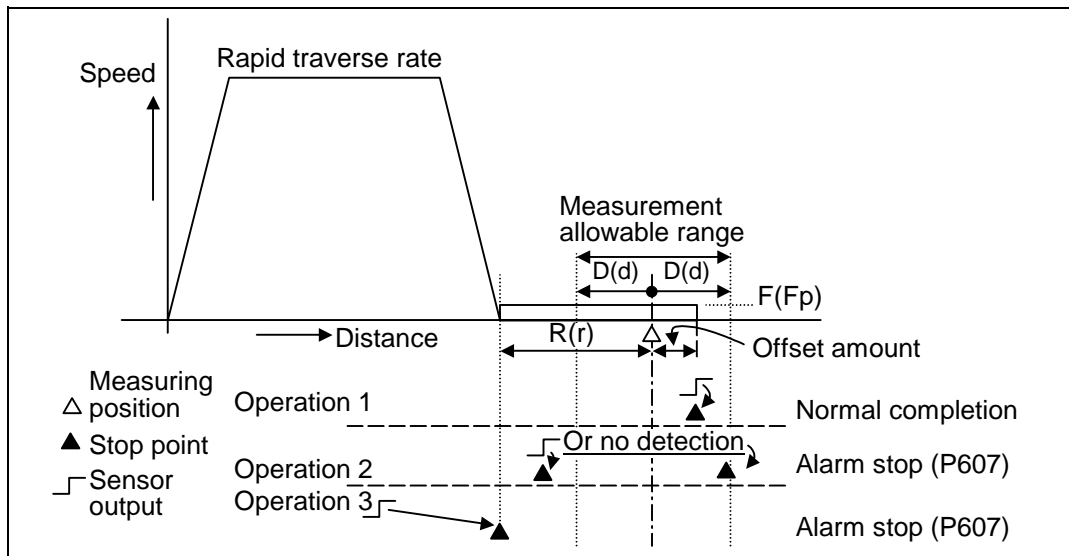 Rapid traverse rate
Speed
Measurement
allowable range
D(d)
D(d)
F(Fp)
Distance
R(r)
Offset amount
Measuring
position
Operation 1
Normal completion
Stop point
Or no detection
Operation 2
Alarm stop (P607)
Sensor
output
Operation 3
Alarm stop (P607)